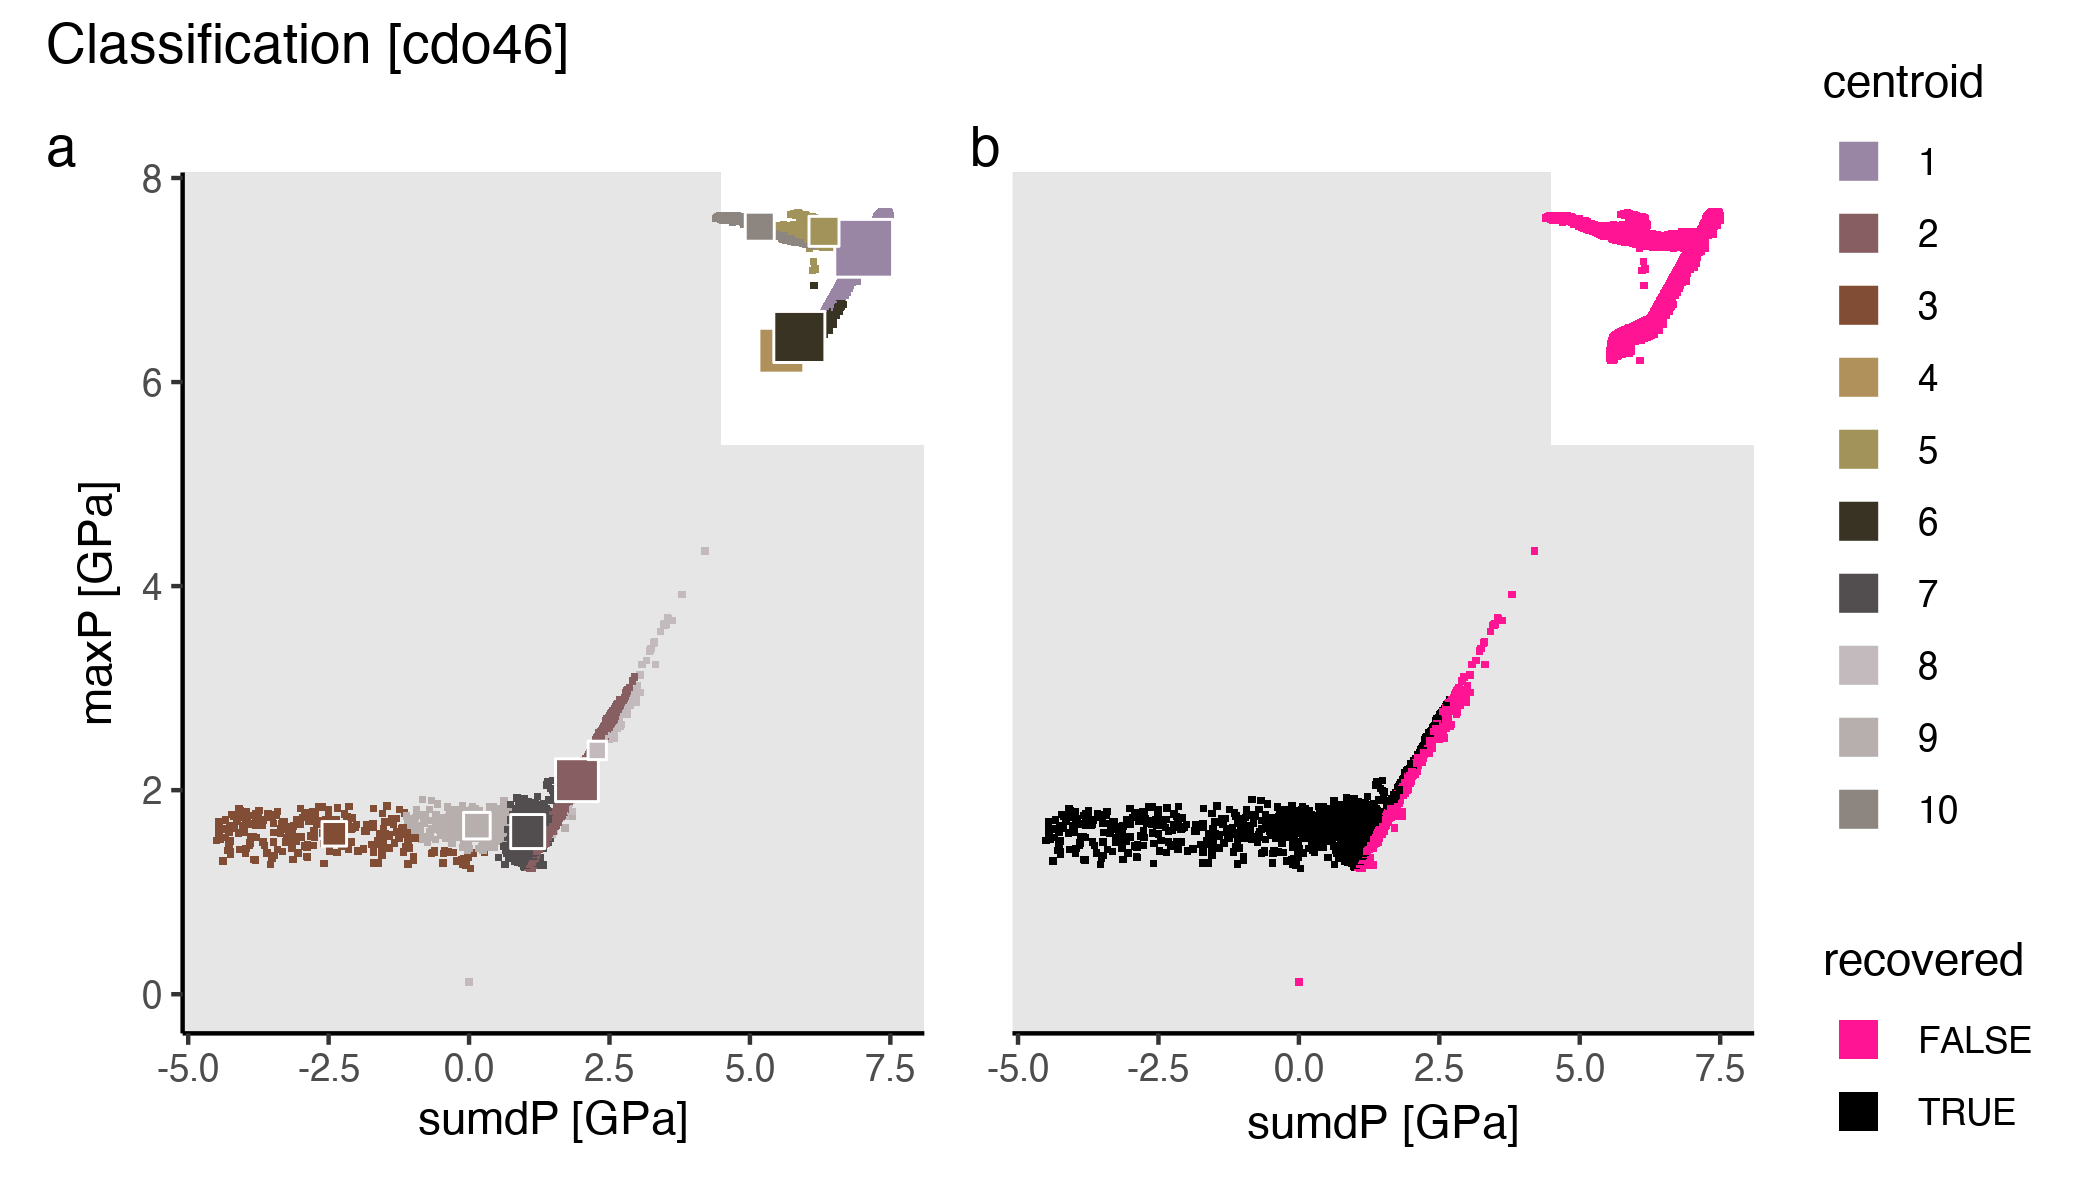 Classification [cdo46]
a
b
maxP [GPa]
8
6
4
2
0
-5.0 -2.5 0.0 2.5 5.0 7.5
sumdP [GPa]
-5.0 -2.5 0.0 2.5 5.0 7.5
sumdP [GPa]
centroid
1
2
3
4
5
6
7
8
9
10
recovered
FALSE
TRUE